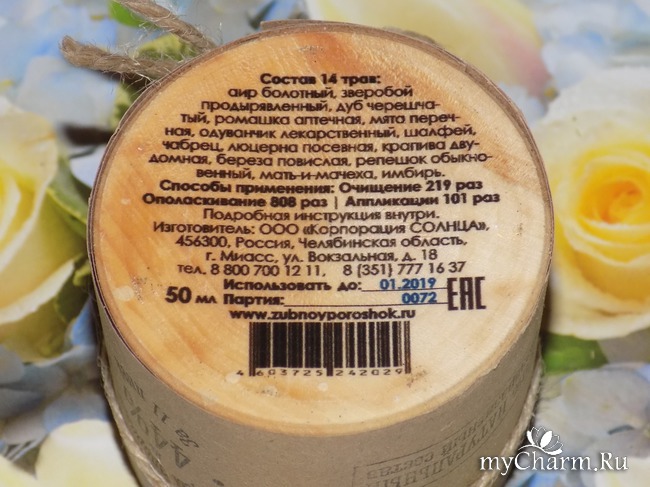 Состав 14 трав:
аир болотный, зверобой
продырявленный, дуб черешча-
тый, ромашка аптечная, мята переч-
ная, одуванчик лекарственный, шалфей,
чабрец, люцерна посевная, крапива дву-
домная, береза повислая, репешок обыкно-
венный, мать-и-мачеха, имбирь.
Способы применения: Очищение 219 раз
Ополаскивание 808 раз | Аппликации 101 раз
Подробная инструкция внутри.
Изготовитель: ООО «Корпорация СОЛНЦА»,
456300, Россия, Челябинская область,
г. Миасс, ул. Вокзальная, д. 18
тел. 8 800 700 12 11, 8 (351) 777 16 37
Использовать до: 01.2019
50 мл Партия: 0072 ЕАС
www.zubnoyporoshok.ru
4603725242029
НАТУРАЛЬНЫЙ
myCharm.Ru